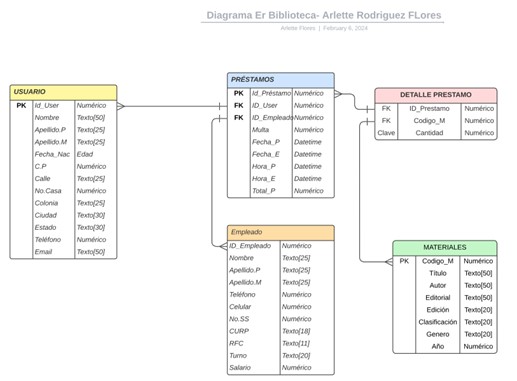 Diagrama Er Biblioteca- Arlette Rodriguez FLores
Arlette Flores | February 6, 2024
USUARIO
PK Id_User Numérico
Nombre Texto[50]
Apellido.P Texto[25]
Apellido.M Texto[25]
Fecha_Nac Edad
C.P Numérico
Calle Texto[25]
No.Casa Numérico
Colonia Texto[25]
Ciudad Texto[30]
Estado Texto[30]
Teléfono Numérico
Email Texto[50]
PRÉSTAMOS
PK Id_Préstamo Numérico
FK ID_User Numérico
FK ID_Empleado Numérico
Multa Numérico
Fecha_P Datetime
Fecha_E Datetime
Hora_P Datetime
Hora_E Datetime
Total_P Numérico
DETALLE PRESTAMO
FK ID_Prestamo Numérico
FK Codigo_M Numérico
Clave Cantidad Numérico
Empleado
ID_Empleado Numérico
Nombre Texto[25]
Apellido.P Texto[25]
Apellido.M Texto[25]
Teléfono Numérico
Celular Numérico
No.SS Numérico
CURP Texto[18]
RFC Texto[11]
Turno Texto[20]
Salario Numérico
MATERIALES
PK Codigo_M Numérico
Título Texto[50]
Autor Texto[50]
Editorial Texto[50]
Edición Texto[20]
Clasificación Texto[20]
Genero Texto[20]
Año Numérico